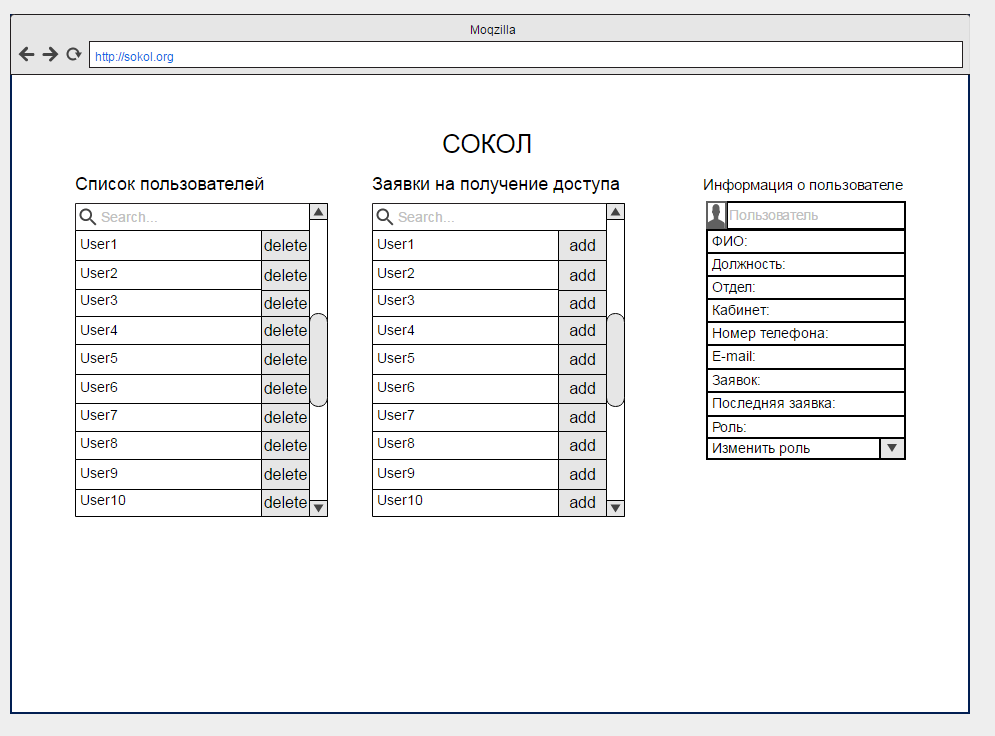 Moqzilla
http://sokol.org
СОКОЛ
Список пользователей
Search...
User1 delete
User2 delete
User3 delete
User4 delete
User5 delete
User6 delete
User7 delete
User8 delete
User9 delete
User10 delete
Заявки на получение доступа
Search...
User1 add
User2 add
User3 add
User4 add
User5 add
User6 add
User7 add
User8 add
User9 add
User10 add
Информация о пользователе
Пользователь
ФИО:
Должность:
Отдел:
Кабинет:
Номер телефона:
E-mail:
Заявок:
Последняя заявка:
Роль:
Изменить роль